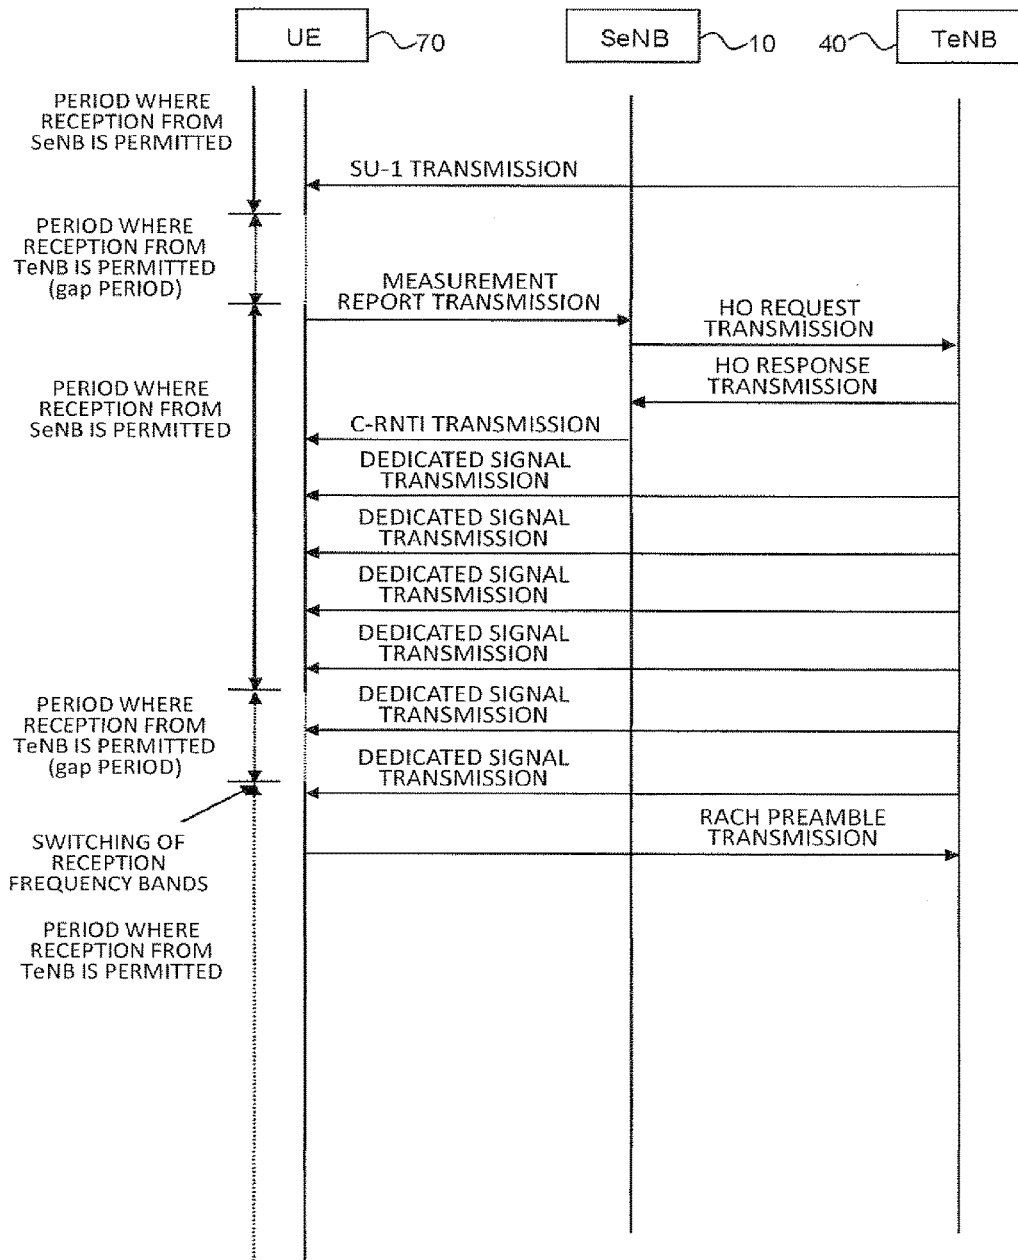 UE
70
SeNB
10
40
TeNB
PERIOD WHERE
RECEPTION FROM
SeNB IS PERMITTED
SU-1 TRANSMISSION
PERIOD WHERE
RECEPTION FROM
TeNB IS PERMITTED
(gap PERIOD)
MEASUREMENT
REPORT TRANSMISSION
HO REQUEST
TRANSMISSION
HO RESPONSE
TRANSMISSION
PERIOD WHERE
RECEPTION FROM
SeNB IS PERMITTED
C-RNTI TRANSMISSION
DEDICATED SIGNAL
TRANSMISSION
DEDICATED SIGNAL
TRANSMISSION
DEDICATED SIGNAL
TRANSMISSION
DEDICATED SIGNAL
TRANSMISSION
PERIOD WHERE
RECEPTION FROM
TeNB IS PERMITTED
(gap PERIOD)
DEDICATED SIGNAL
TRANSMISSION
DEDICATED SIGNAL
TRANSMISSION
RACH PREAMBLE
TRANSMISSION
SWITCHING OF
RECEPTION
FREQUENCY BANDS
PERIOD WHERE
RECEPTION FROM
TeNB IS PERMITTED